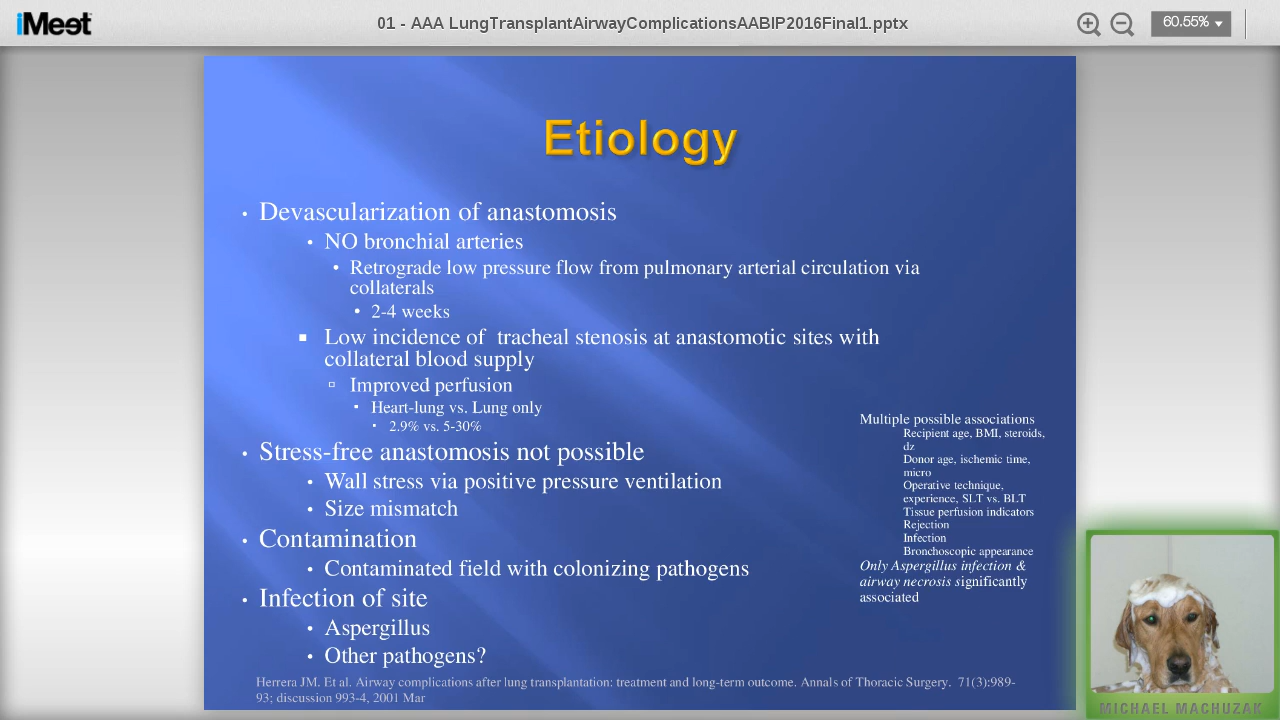 iMeet
01 - AAA LungTransplantAirwayComplicationsAABIP2016Final1.pptx
60.55%
Etiology
• Devascularization of anastomosis
• NO bronchial arteries
• Retrograde low pressure flow from pulmonary arterial circulation via
collaterals
• 2-4 weeks
Low incidence of tracheal stenosis at anastomotic sites with
collateral blood supply
Improved perfusion
Heart-lung vs. Lung only
2.9% vs. 5-30%
• Stress-free anastomosis not possible
• Wall stress via positive pressure ventilation
• Size mismatch
• Contamination
• Contaminated field with colonizing pathogens
• Infection of site
• Aspergillus
• Other pathogens?
Multiple possible associations
Recipient age, BMI, steroids,
dz
Donor age, ischemic time,
micro
Operative technique,
experience, SLT vs. BLT
Tissue perfusion indicators
Rejection
Infection
Bronchoscopic appearance
Only Aspergillus infection &
airway necrosis significantly
associated
Herrera JM. Et al. Airway complications after lung transplantation: treatment and long-term outcome. Annals of Thoracic Surgery. 71(3):989-
93; discussion 993-4, 2001 Mar
MICHAEL MACHUZAK